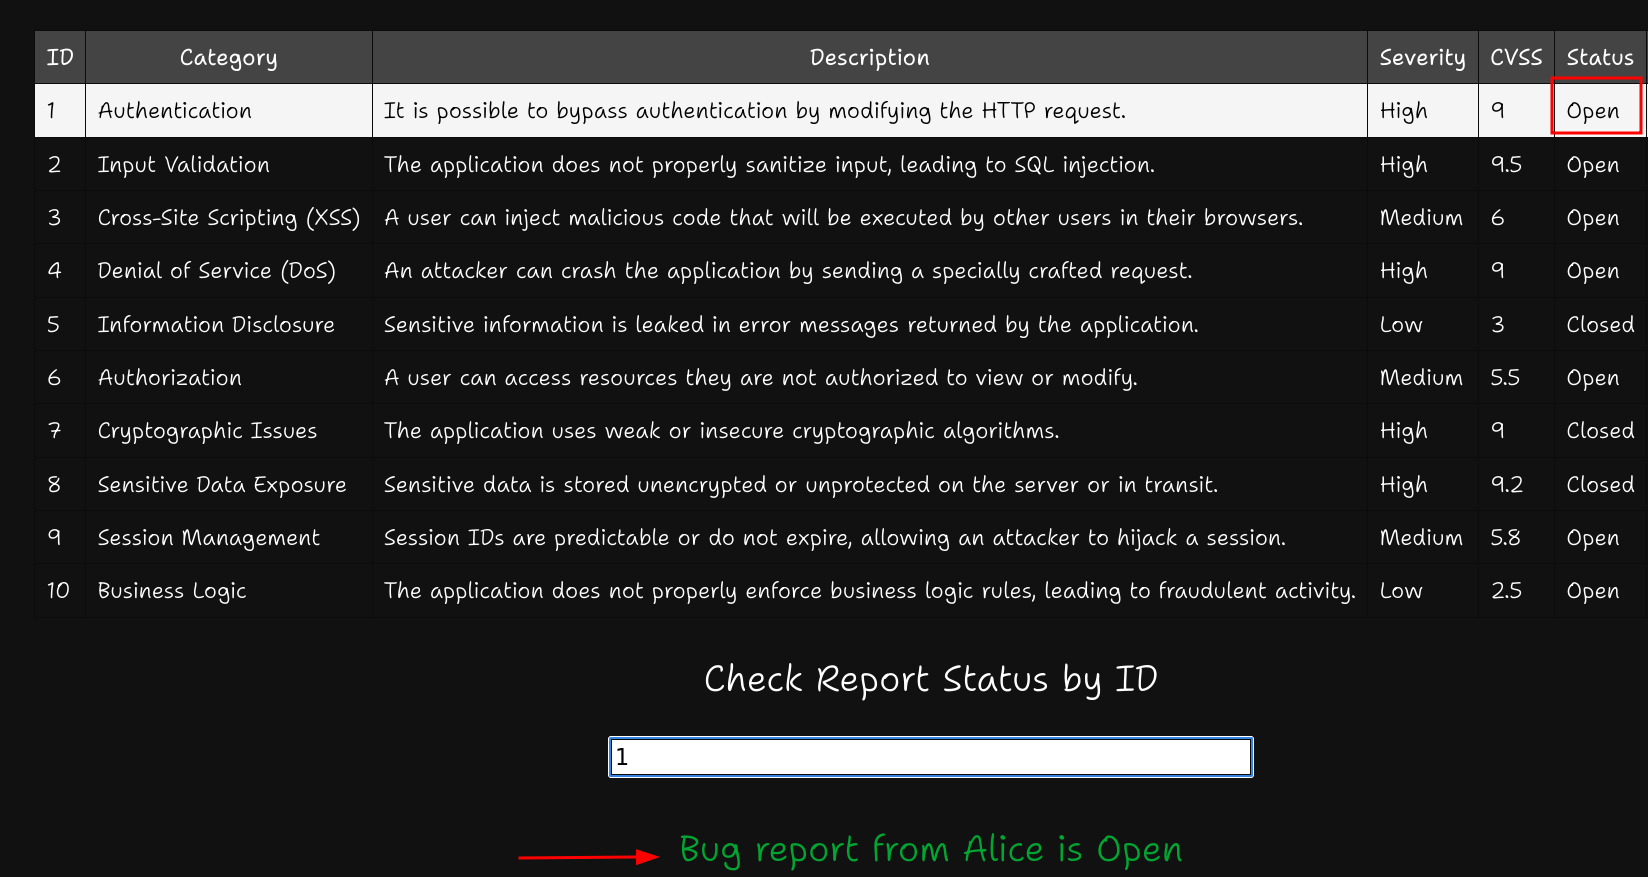 ID Category Description Severity CVSS Status
1 Authentication It is possible to bypass authentication by modifying the HTTP request. High 9 Open
2 Input Validation The application does not properly sanitize input, leading to SQL injection. High 9.5 Open
3 Cross-Site Scripting (XSS) A user can inject malicious code that will be executed by other users in their browsers. Medium 6 Open
4 Denial of Service (DoS) An attacker can crash the application by sending a specially crafted request. High 9 Open
5 Information Disclosure Sensitive information is leaked in error messages returned by the application. Low 3 Closed
6 Authorization A user can access resources they are not authorized to view or modify. Medium 5.5 Open
7 Cryptographic Issues The application uses weak or insecure cryptographic algorithms. High 9 Closed
8 Sensitive Data Exposure Sensitive data is stored unencrypted or unprotected on the server or in transit. High 9.2 Closed
9 Session Management Session IDs are predictable or do not expire, allowing an attacker to hijack a session. Medium 5.8 Open
10 Business Logic The application does not properly enforce business logic rules, leading to fraudulent activity. Low 2.5 Open
Check Report Status by ID
1
Bug report from Alice is Open